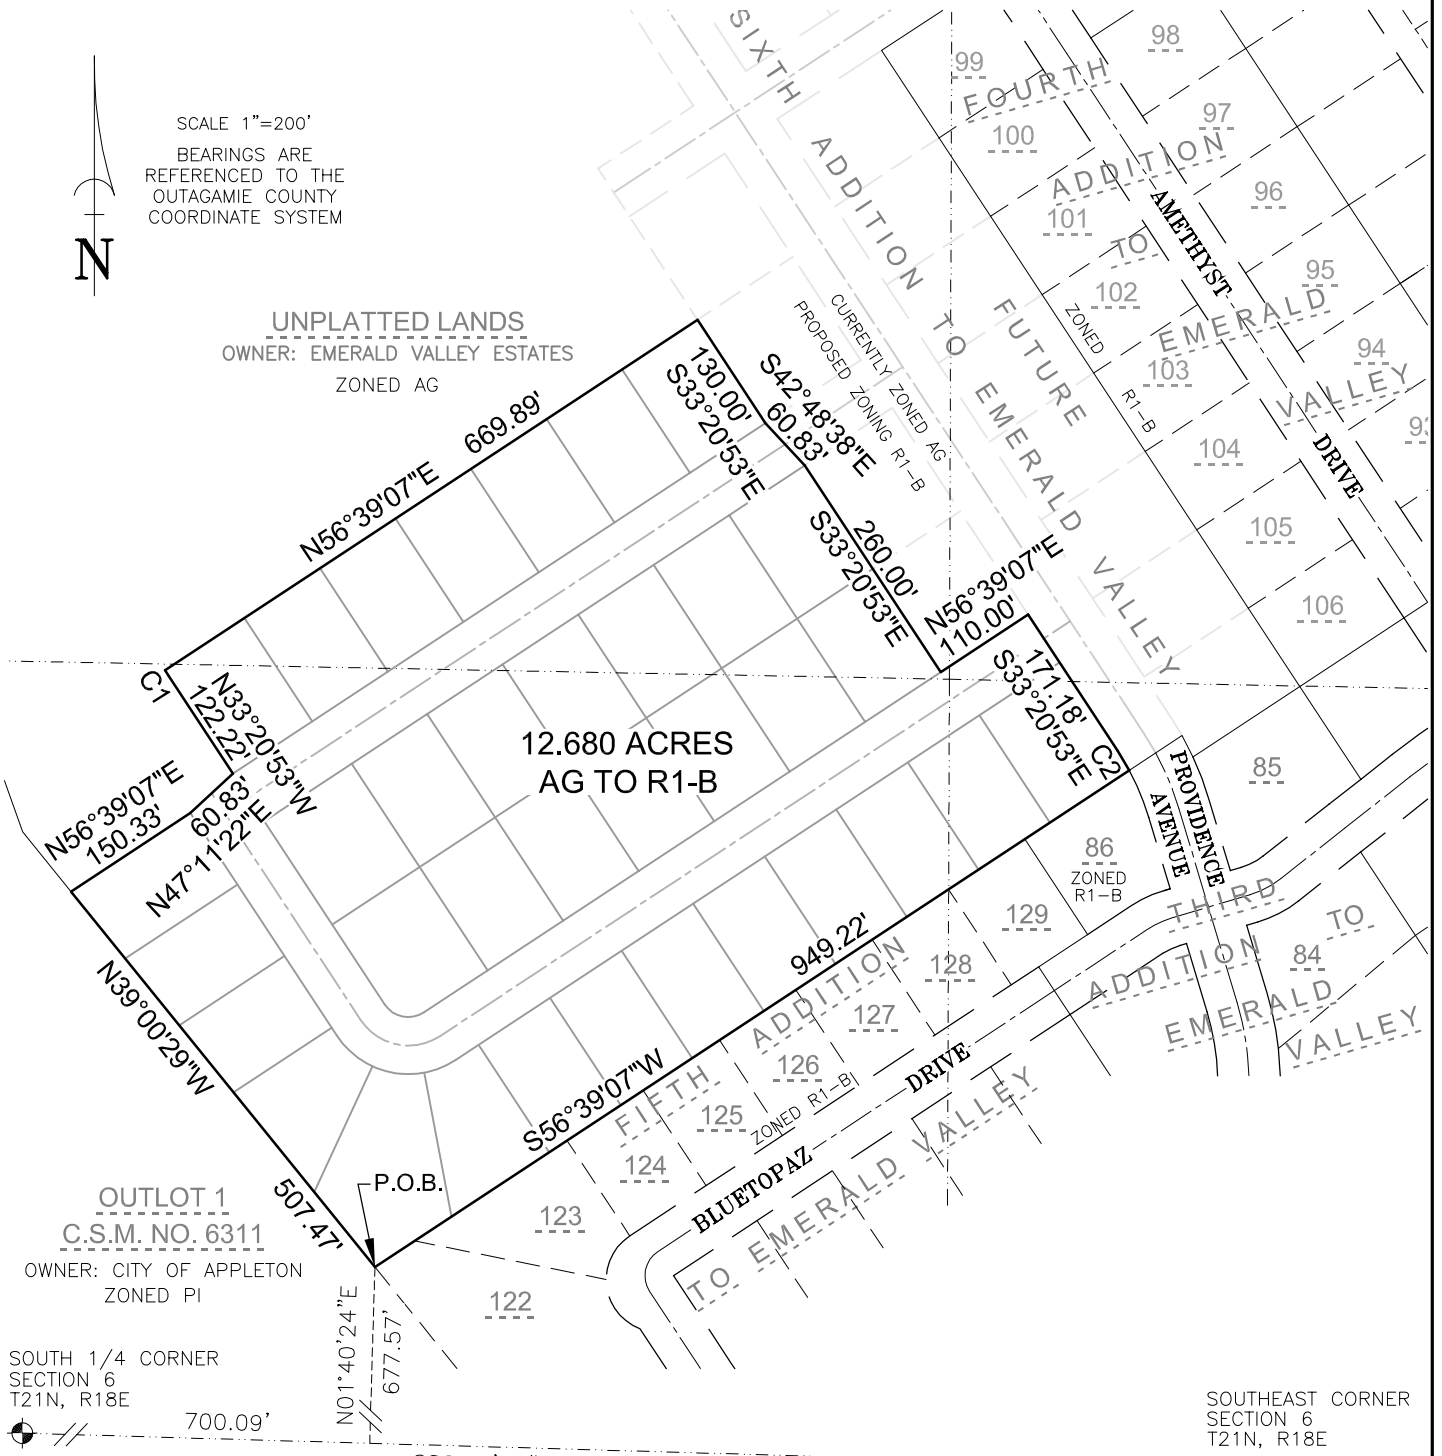 SCALE 1"=200'
BEARINGS ARE
REFERENCED TO THE
OUTAGAMIE COUNTY
COORDINATE SYSTEM
N
UNPLATTED LANDS
OWNER: EMERALD VALLEY ESTATES
ZONED AG
SIXTH ADDITION TO EMERALD VALLEY
FUTURE
CURRENTLY ZONED AG
PROPOSED ZONING R1-B
FOURTH
ADDITION
TO
EMERALD
VALLEY
98
99
97
100
96
101
95
102
94
103
104
105
106
ZONED
R1-B
AMETHYST
DRIVE
N56°39'07"E 669.89'
130.00'
S33°20'53"E
S42°48'38"E
60.83'
260.00'
S33°20'53"E
N56°39'07"E
110.00'
171.18'
S33°20'53"E
C2
C1
N33°20'53"W
122.22'
N56°39'07"E
150.33'
60.83'
N47°11'22"E
12.680 ACRES
AG TO R1-B
N39°00'29"W
507.47'
S56°39'07"W
949.22'
P.O.B.
PROVIDENCE
AVENUE
85
86
ZONED
R1-B
129
128
127
126
125
124
123
122
84
ZONED R1-B
FIFTH ADDITION
TO EMERALD VALLEY
THIRD
ADDITION TO
EMERALD
VALLEY
BLUETOPAZ
DRIVE
OUTLOT 1
C.S.M. NO. 6311
OWNER: CITY OF APPLETON
ZONED PI
N01°40'24"E
677.57'
SOUTH 1/4 CORNER
SECTION 6
T21N, R18E
700.09'
SOUTHEAST CORNER
SECTION 6
T21N, R18E